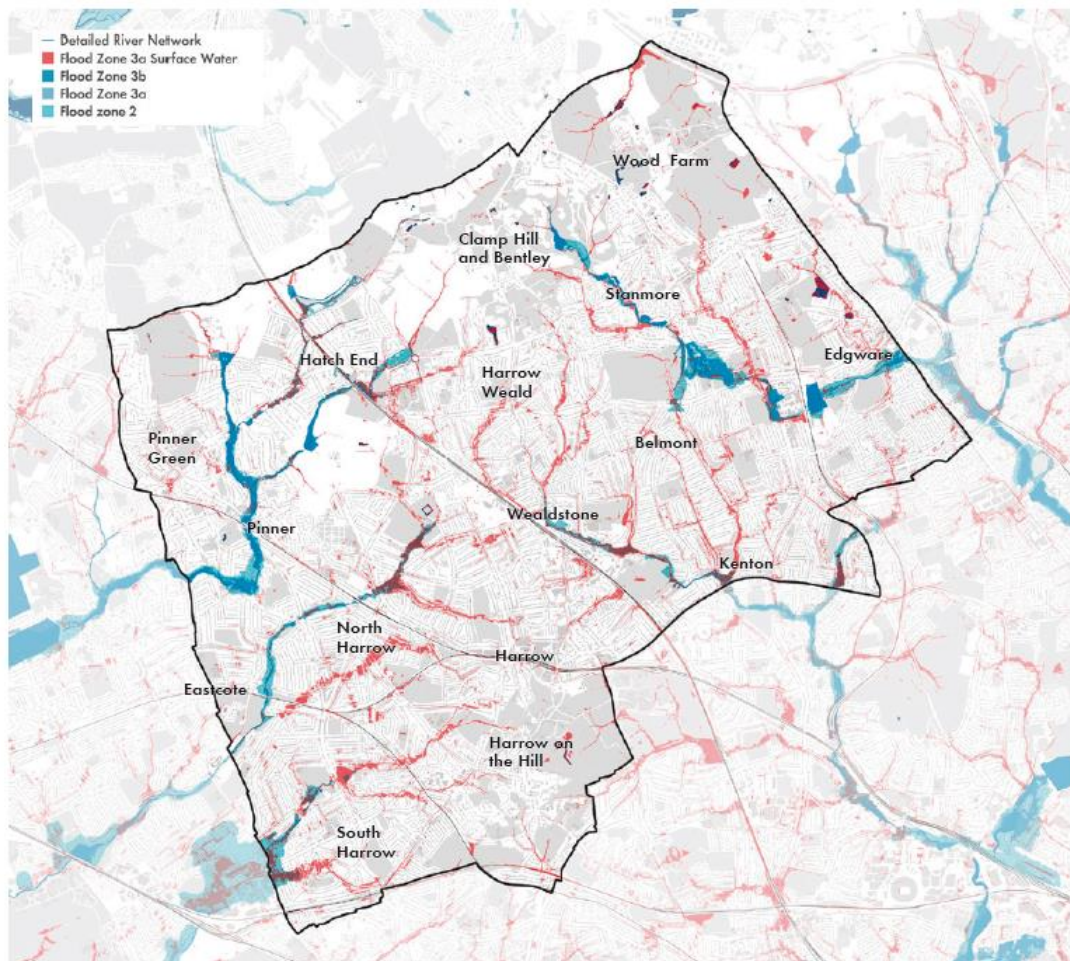 Detailed River Network
Flood Zone 3a Surface Water
Flood Zone 3b
Flood Zone 3a
Flood zone 2
Wood Farm
Clamp Hill
and Bentley
Stanmore
Edgware
Hatch End
Harrow
Weald
Pinner
Green
Belmont
Wealdstone
Pinner
Kenton
North
Harrow
Harrow
Eastcote
Harrow on
the Hill
South
Harrow